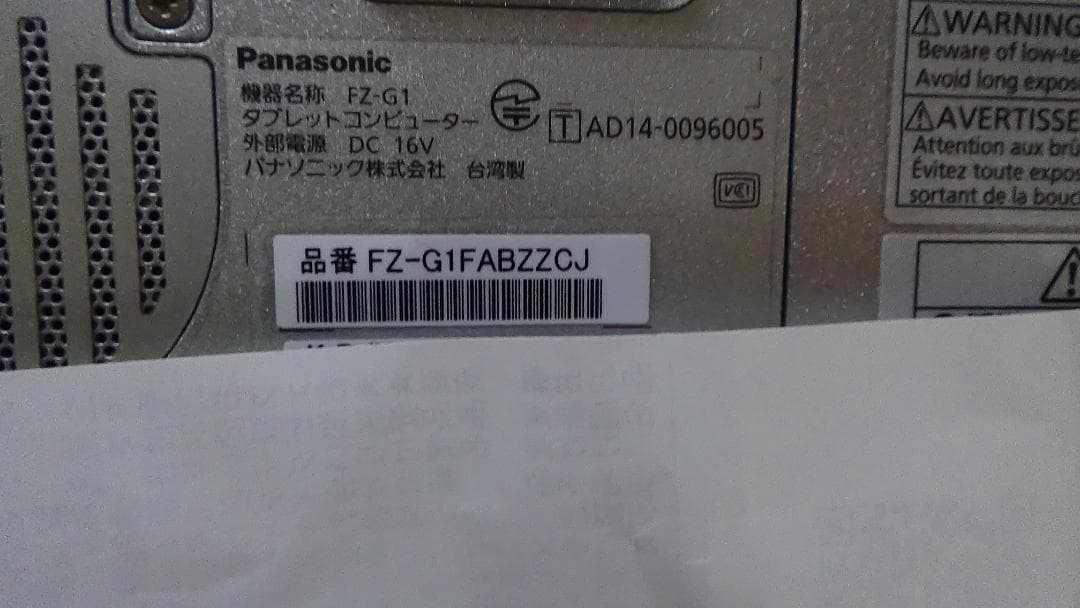 Panasonic
機器名称 FZ-G1
タブレットコンピューター
外部電源 DC 16V
パナソニック株式会社 台湾製
T AD14-0096005
VCI
品番 FZ-G1FABZZCJ
WARNING
Beware of low-te
Avoid long expos
AVERTISSE
Attention aux brû
Évitez toute expos
sortant de la bouc